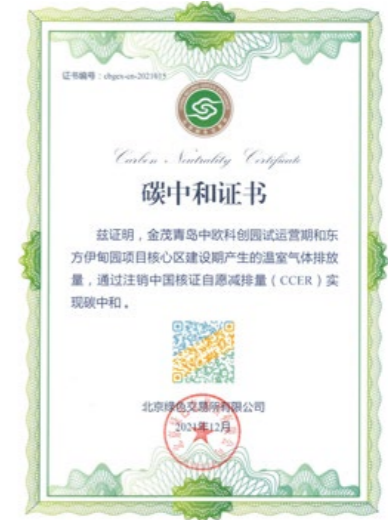 证书编号：cbgex-cn-2021015
Carbon Neutrality Certificate
碳中和证书
兹证明，金茂青岛中欧科创园试运营期和东
方伊甸园项目核心区建设期产生的温室气体排放
量，通过注销中国核证自愿减排量（CCER）实
现碳中和。
北京绿色交易所有限公司
2021年12月